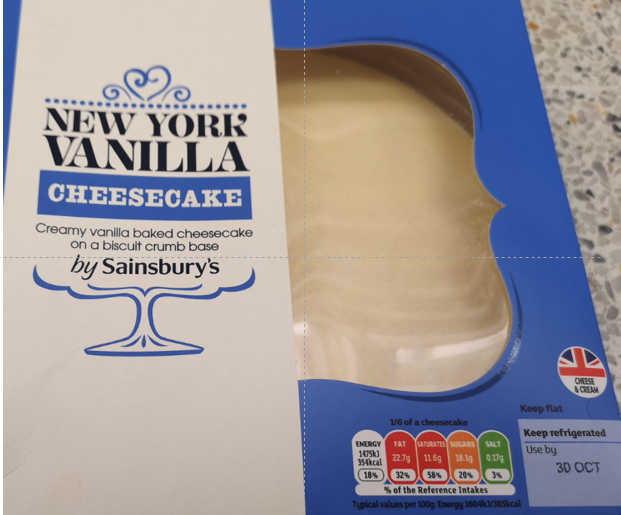 NEW YORK
VANILLA
CHEESECAKE
Creamy vanilla baked cheesecake
on a biscuit crumb base
by Sainsbury's
CHEESE
& CREAM
Keep flat
1/6 of a cheesecake
ENERGY FAT SATURATES SUGARS SALT
1475kJ 22.7g 11.6g 18.1g 0.17g
354kcal
18% 32% 58% 20% 3%
% of the Reference Intakes
Typical values per 100g: Energy 1604kJ/385kcal
Keep refrigerated
Use by
30 OCT